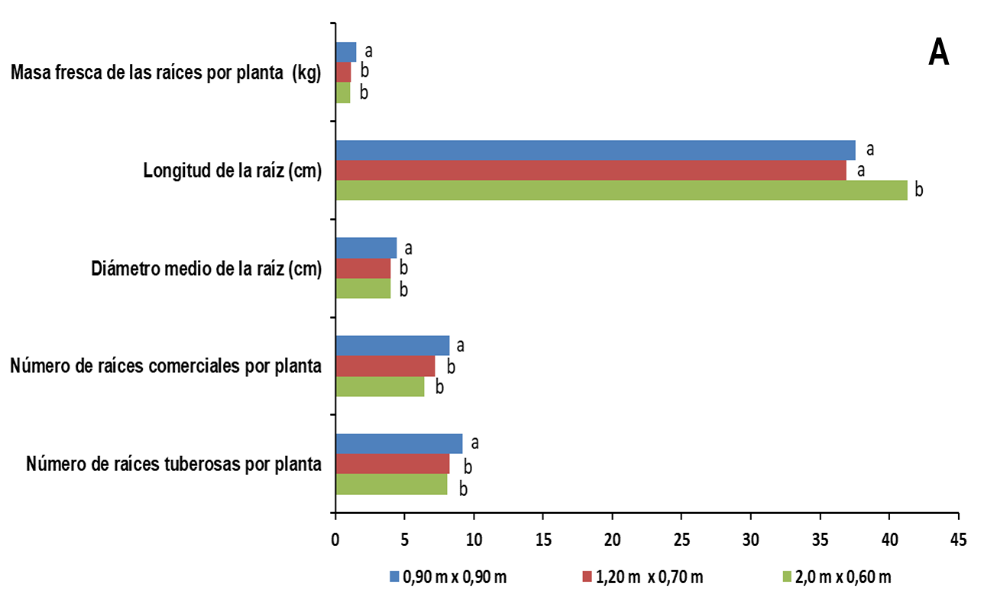 A
Masa fresca de las raíces por planta (kg)
a
b
b
Longitud de la raíz (cm)
a
a
b
Diámetro medio de la raíz (cm)
a
b
b
Número de raíces comerciales por planta
a
b
b
Número de raíces tuberosas por planta
a
b
b
0 5 10 15 20 25 30 35 40 45
0,90 m x 0,90 m 1,20 m x 0,70 m 2,0 m x 0,60 m